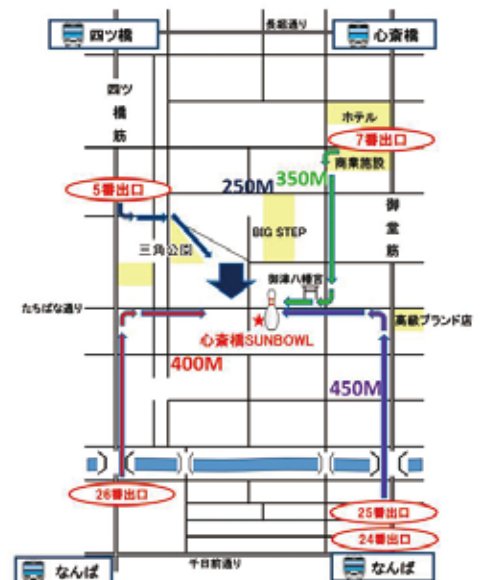 四ツ橋
長堀通り
心斎橋
四ツ橋筋
ホテル
7番出口
商業施設
5番出口
250M
350M
御堂筋
BIG STEP
三角公園
御津八幡宮
たちばな通り
高級ブランド店
心斎橋SUNBOWL
400M
450M
26番出口
25番出口
24番出口
千日前通り
なんば
なんば